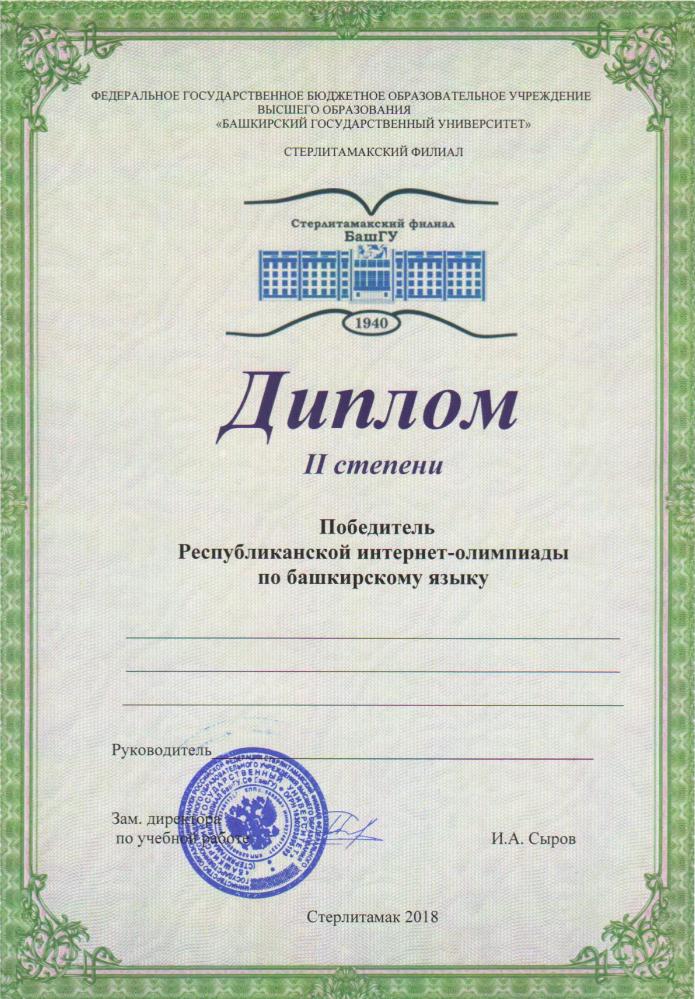 ФЕДЕРАЛЬНОЕ ГОСУДАРСТВЕННОЕ БЮДЖЕТНОЕ ОБРАЗОВАТЕЛЬНОЕ УЧРЕЖДЕНИЕ
ВЫСШЕГО ОБРАЗОВАНИЯ
«БАШКИРСКИЙ ГОСУДАРСТВЕННЫЙ УНИВЕРСИТЕТ»
СТЕРЛИТАМАКСКИЙ ФИЛИАЛ
Стерлитамакский филиал
БашГУ
1940
Диплом
II степени
Победитель
Республиканской интернет-олимпиады
по башкирскому языку
Руководитель
Зам. директора
по учебной работе
И.А. Сыров
Стерлитамак 2018